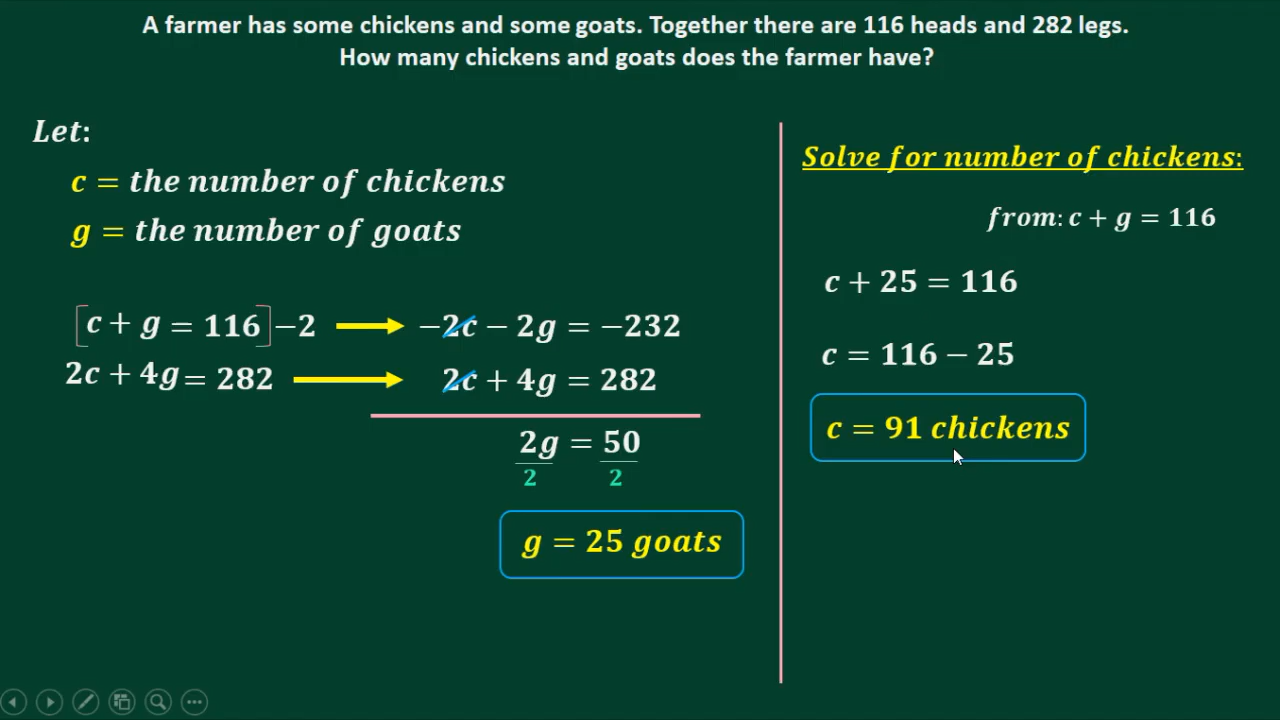 A farmer has some chickens and some goats. Together there are 116 heads and 282 legs.
How many chickens and goats does the farmer have?
Let:
c = the number of chickens
g = the number of goats
[c + g = 116]−2 → −2c − 2g = −232
2c + 4g = 282 → 2c + 4g = 282
2g = 50
2 2
g = 25 goats
Solve for number of chickens:
from: c + g = 116
c + 25 = 116
c = 116 − 25
c = 91 chickens